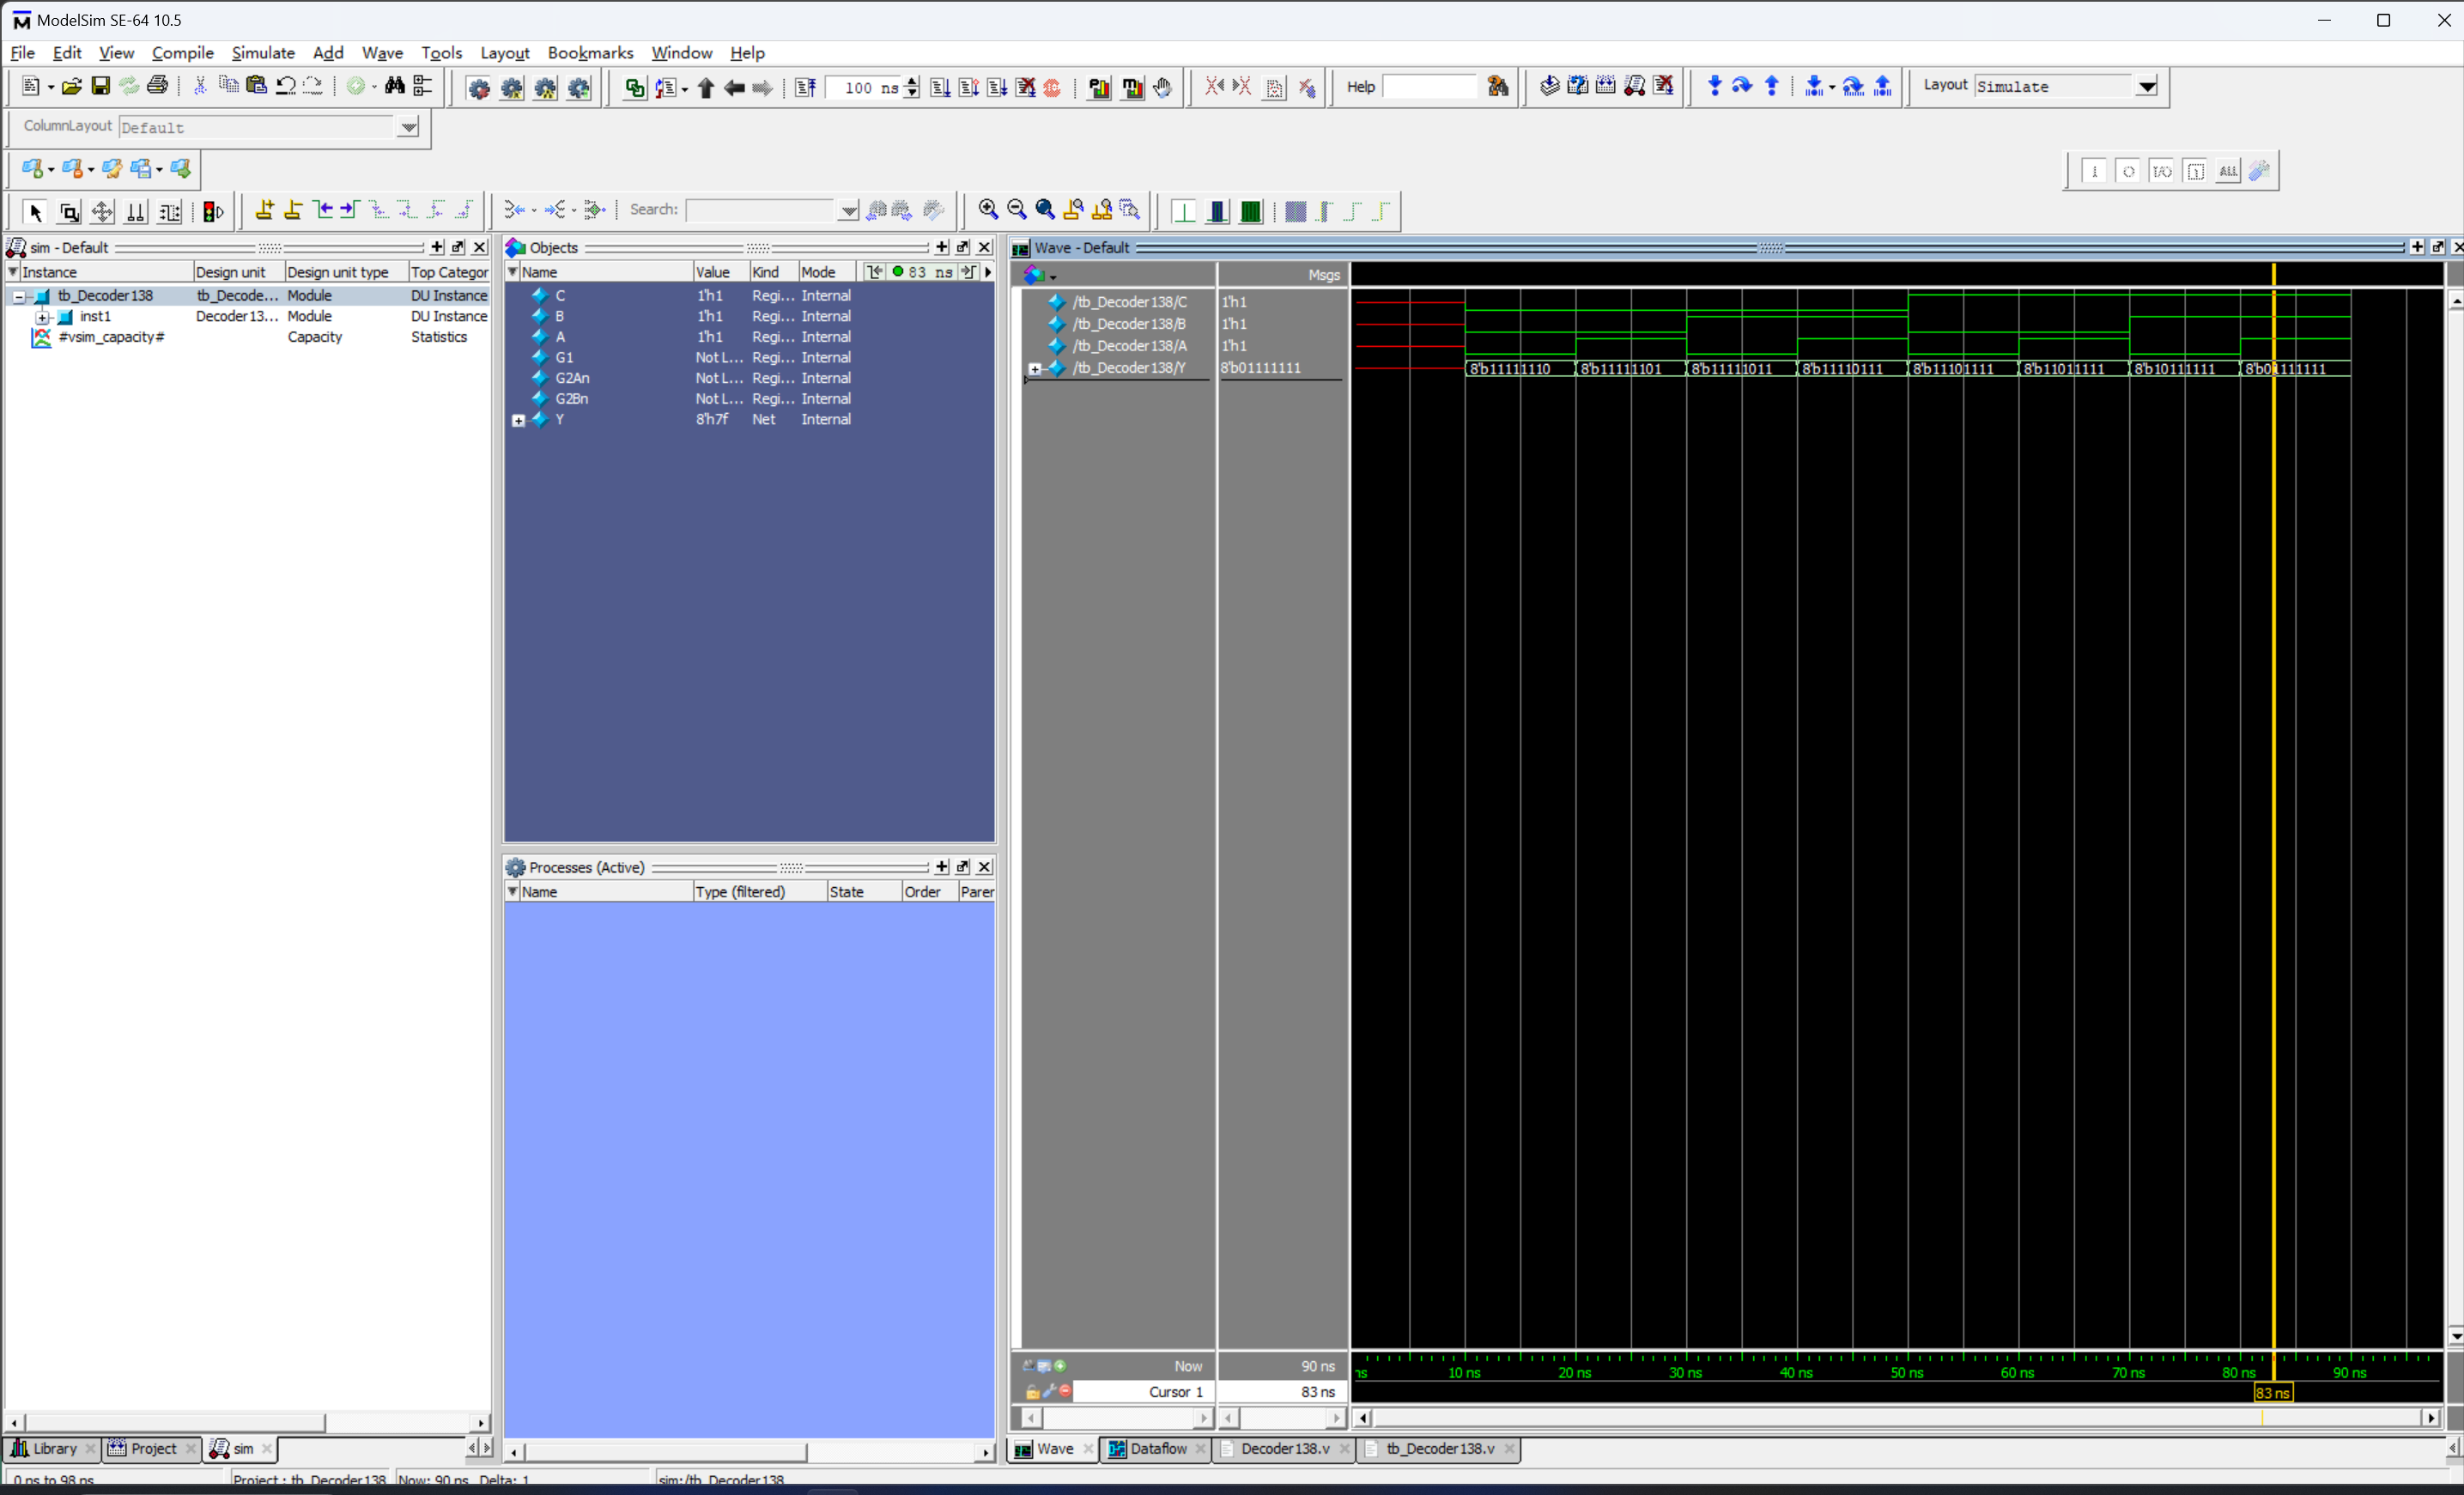 ModelSim SE-64 10.5
File Edit View Compile Simulate Add Wave Tools Layout Bookmarks Window Help
100 ns Help Layout Simulate
ColumnLayout Default
I O I/O ALL
Search:
sim - Default
Instance Design unit Design unit type Top Categor
tb_Decoder138 tb_Decode... Module DU Instance
inst1 Decoder13... Module DU Instance
#vsim_capacity# Capacity Statistics
Objects
Name Value Kind Mode 83 ns
C 1'h1 Regi... Internal
B 1'h1 Regi... Internal
A 1'h1 Regi... Internal
G1 Not L... Regi... Internal
G2An Not L... Regi... Internal
G2Bn Not L... Regi... Internal
Y 8'h7f Net Internal
Processes (Active)
Name Type (filtered) State Order Paren
Wave - Default
Msgs
/tb_Decoder138/C 1'h1
/tb_Decoder138/B 1'h1
/tb_Decoder138/A 1'h1
/tb_Decoder138/Y 8'b01111111 8'b11111110 8'b11111101 8'b11111011 8'b11110111 8'b11101111 8'b11011111 8'b10111111 8'b01111111
Now 90 ns ns 10 ns 20 ns 30 ns 40 ns 50 ns 60 ns 70 ns 80 ns 90 ns
Cursor 1 83 ns 83 ns
Library Project sim
Wave Dataflow Decoder138.v tb_Decoder138.v
0 ns to 98 ns Project : tb_Decoder138 Now: 90 ns Delta: 1 sim:/tb_Decoder138